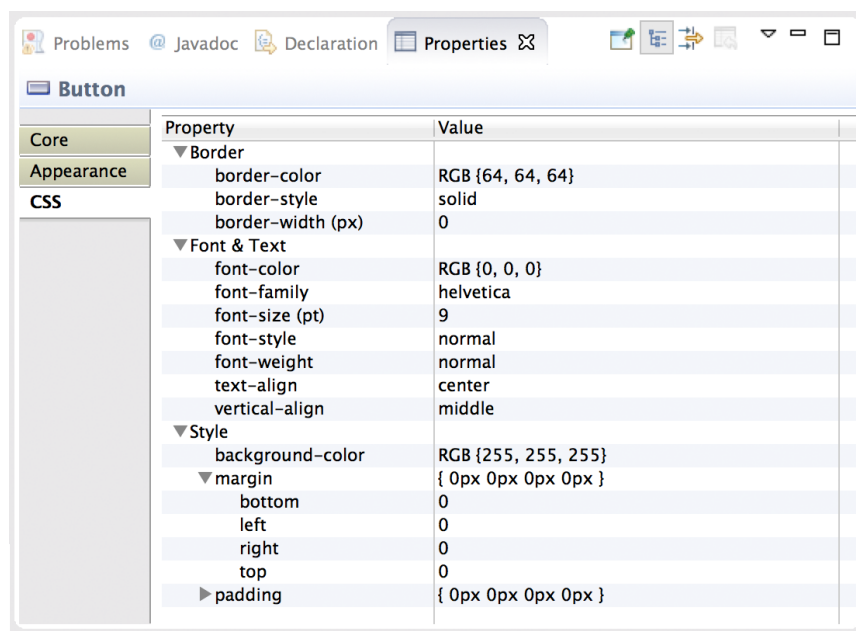 Problems @ Javadoc Declaration Properties
Button
Core
Appearance
CSS
Property Value
Border
border-color RGB {64, 64, 64}
border-style solid
border-width (px) 0
Font & Text
font-color RGB {0, 0, 0}
font-family helvetica
font-size (pt) 9
font-style normal
font-weight normal
text-align center
vertical-align middle
Style
background-color RGB {255, 255, 255}
margin { 0px 0px 0px 0px }
bottom 0
left 0
right 0
top 0
padding { 0px 0px 0px 0px }